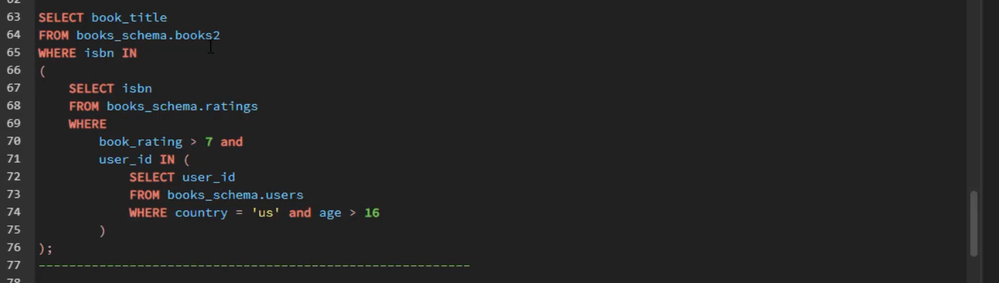 62
63 SELECT book_title
64 FROM books_schema.books2
65 WHERE isbn IN
66 (
67     SELECT isbn
68     FROM books_schema.ratings
69     WHERE
70         book_rating > 7 and
71         user_id IN (
72             SELECT user_id
73             FROM books_schema.users
74             WHERE country = 'us' and age > 16
75         )
76 );
77 ---------------------------------------------------------
78